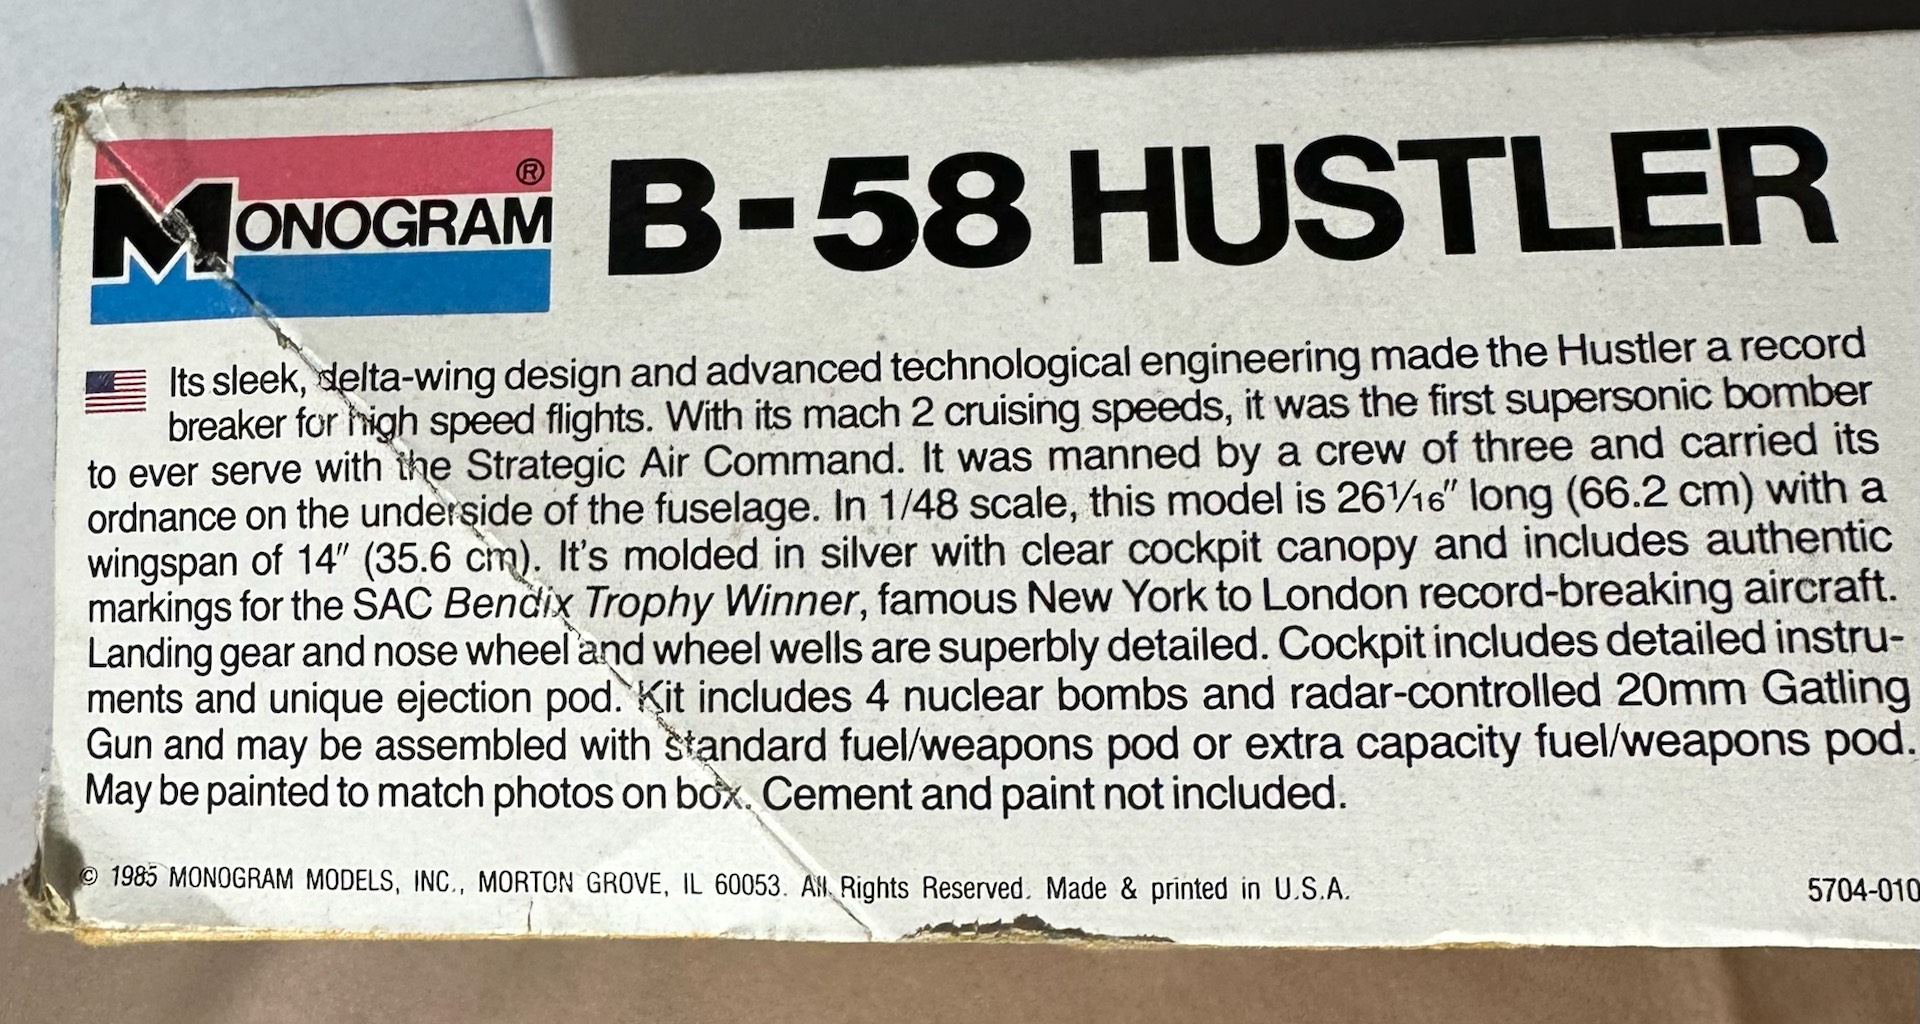 MONOGRAM®
B-58 HUSTLER
Its sleek, delta-wing design and advanced technological engineering made the Hustler a record
breaker for high speed flights. With its mach 2 cruising speeds, it was the first supersonic bomber
to ever serve with the Strategic Air Command. It was manned by a crew of three and carried its
ordnance on the underside of the fuselage. In 1/48 scale, this model is 26 1/16" long (66.2 cm) with a
wingspan of 14" (35.6 cm). It's molded in silver with clear cockpit canopy and includes authentic
markings for the SAC Bendix Trophy Winner, famous New York to London record-breaking aircraft.
Landing gear and nose wheel and wheel wells are superbly detailed. Cockpit includes detailed instru-
ments and unique ejection pod. Kit includes 4 nuclear bombs and radar-controlled 20mm Gatling
Gun and may be assembled with standard fuel/weapons pod or extra capacity fuel/weapons pod.
May be painted to match photos on box. Cement and paint not included.
© 1985 MONOGRAM MODELS, INC., MORTON GROVE, IL 60053. All Rights Reserved. Made & printed in U.S.A.
5704-010